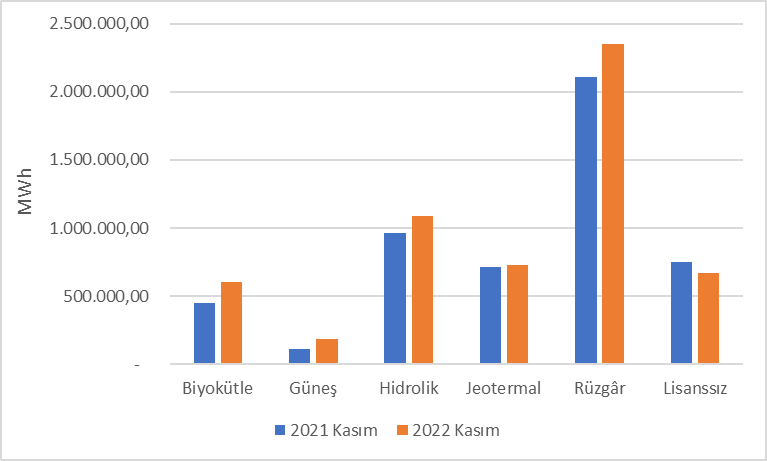 2.500.000,00
2.000.000,00
1.500.000,00
1.000.000,00
500.000,00
-
MWh
Biyokütle Güneş Hidrolik Jeotermal Rüzgâr Lisanssız
2021 Kasım 2022 Kasım